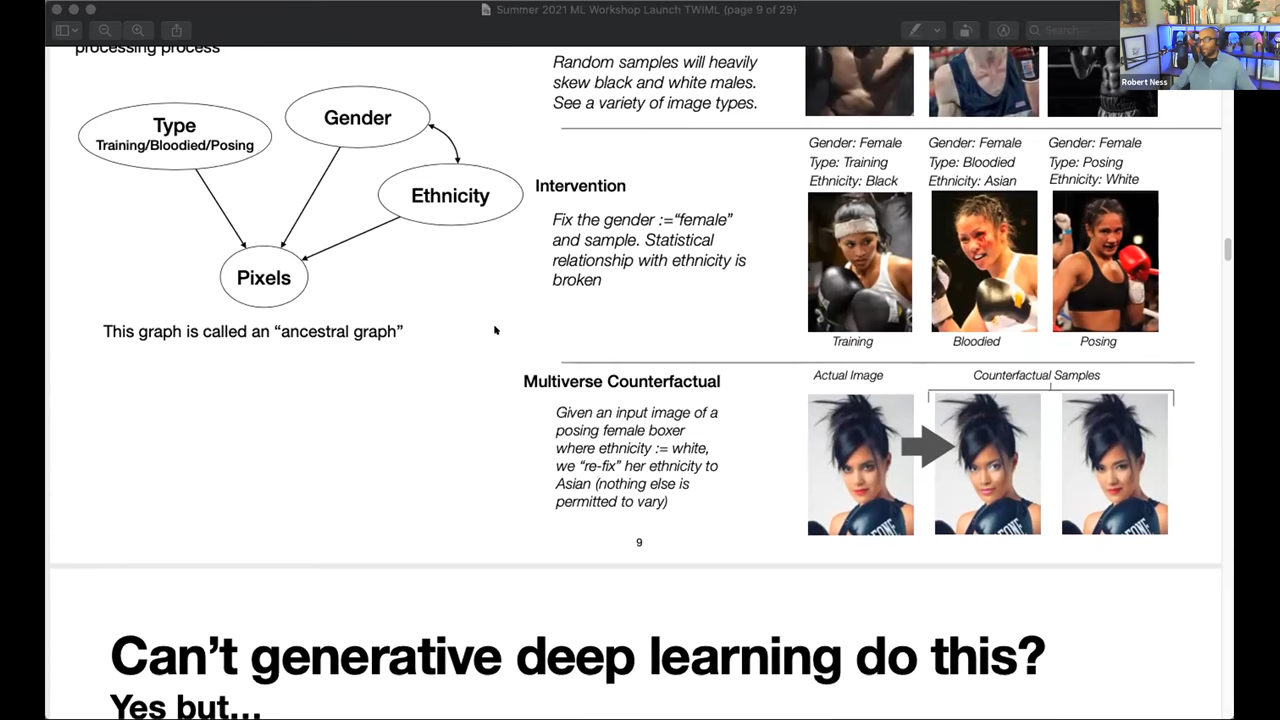 Summer 2021 ML Workshop Launch TWIML (page 9 of 29)
Search
Robert Ness
processing process
Type
Training/Bloodied/Posing
Gender
Ethnicity
Pixels
This graph is called an “ancestral graph”
Random samples will heavily
skew black and white males.
See a variety of image types.
Intervention
Fix the gender :=“female”
and sample. Statistical
relationship with ethnicity is
broken
Gender: Female
Type: Training
Ethnicity: Black
Gender: Female
Type: Bloodied
Ethnicity: Asian
Gender: Female
Type: Posing
Ethnicity: White
Training
Bloodied
Posing
Multiverse Counterfactual
Given an input image of a
posing female boxer
where ethnicity := white,
we “re-fix” her ethnicity to
Asian (nothing else is
permitted to vary)
Actual Image
Counterfactual Samples
9
Can’t generative deep learning do this?
Yes but...